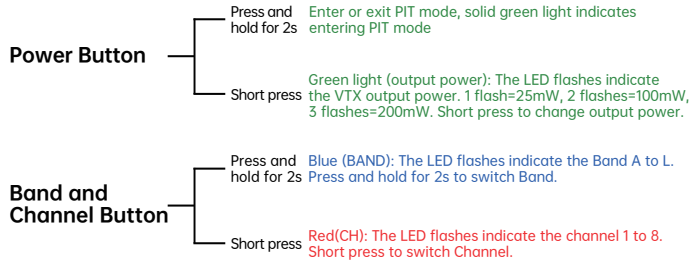 Power Button
Press and
hold for 2s
Enter or exit PIT mode, solid green light indicates
entering PIT mode
Short press
Green light (output power): The LED flashes indicate
the VTX output power. 1 flash=25mW, 2 flashes=100mW,
3 flashes=200mW. Short press to change output power.
Band and
Channel Button
Press and
hold for 2s
Blue (BAND): The LED flashes indicate the Band A to L.
Press and hold for 2s to switch Band.
Short press
Red(CH): The LED flashes indicate the channel 1 to 8.
Short press to switch Channel.